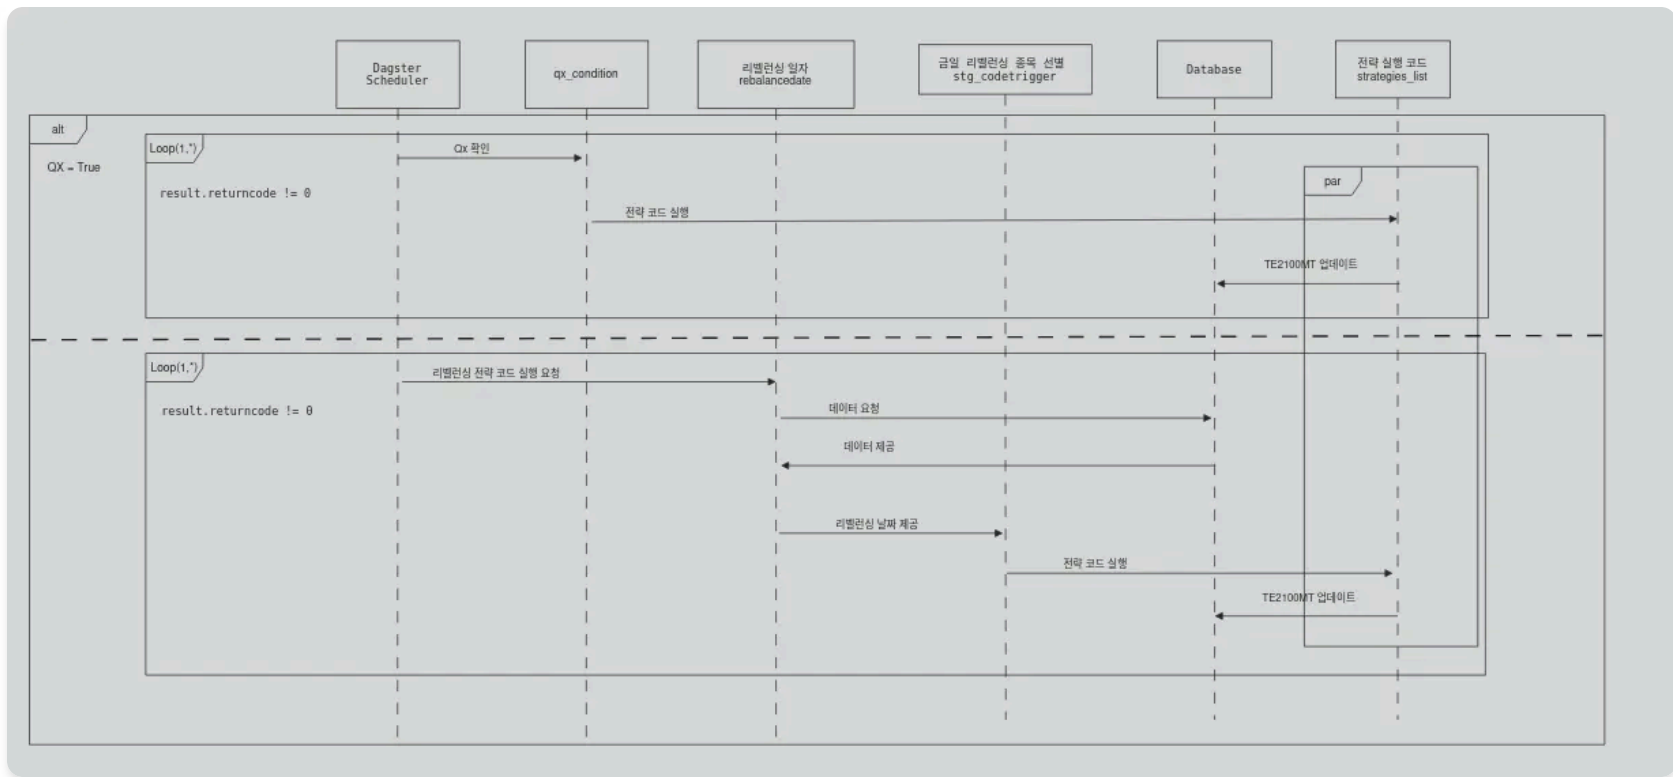 Dagster
Scheduler
qx_condition
리밸런싱 일자
rebalancedate
금일 리밸런싱 종목 선별
stg_codetrigger
Database
전략 실행 코드
strategies_list
alt
QX = True
Loop(1,*)
Qx 확인
result.returncode != 0
par
전략 코드 실행
TE2100MT 업데이트
Loop(1,*)
리밸런싱 전략 코드 실행 요청
result.returncode != 0
데이터 요청
데이터 제공
리밸런싱 날짜 제공
전략 코드 실행
TE2100MT 업데이트